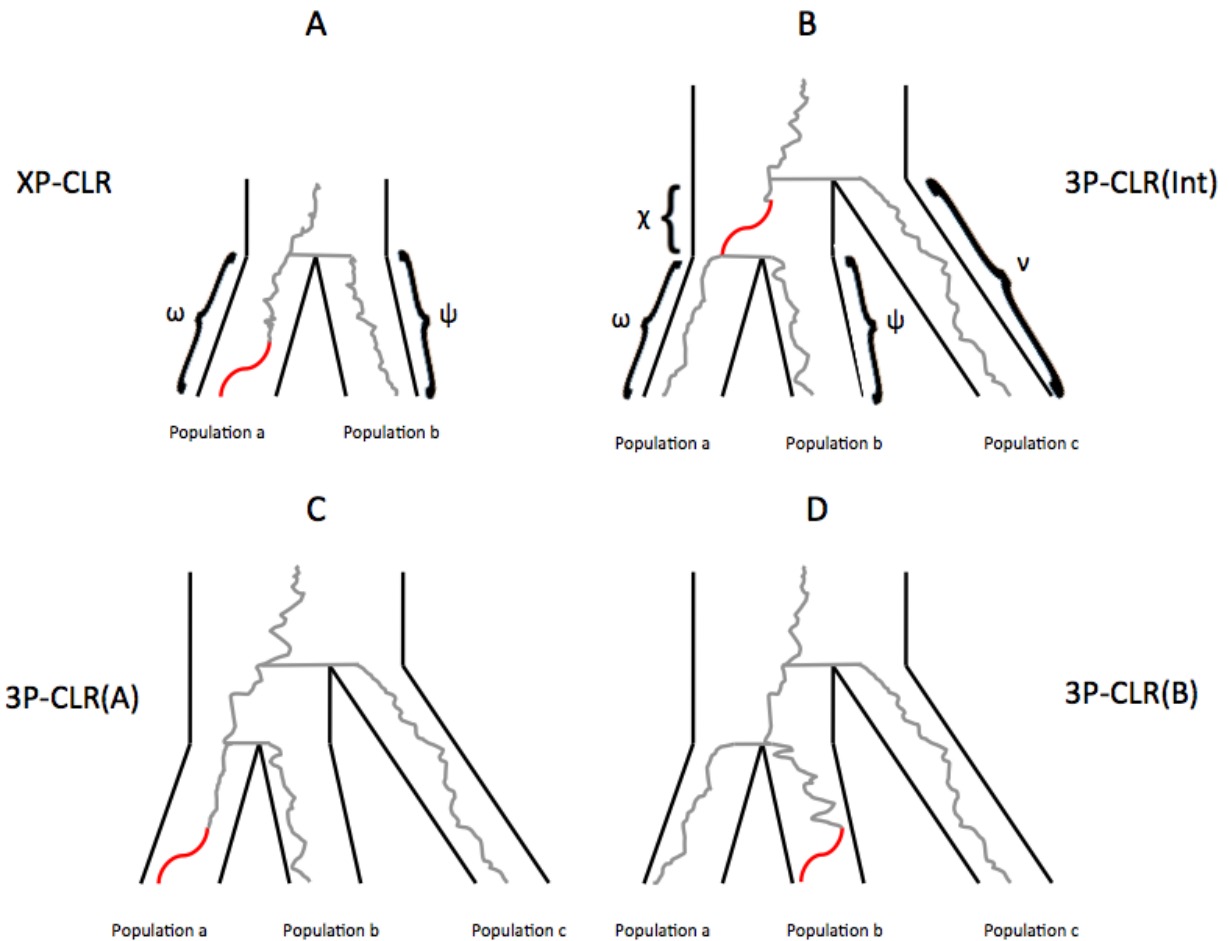 A
B
XP-CLR
3P-CLR(Int)
χ
ν
ω
ψ
ω
ψ
Population a
Population b
Population a
Population b
Population c
C
D
3P-CLR(A)
3P-CLR(B)
Population a
Population b
Population c
Population a
Population b
Population c